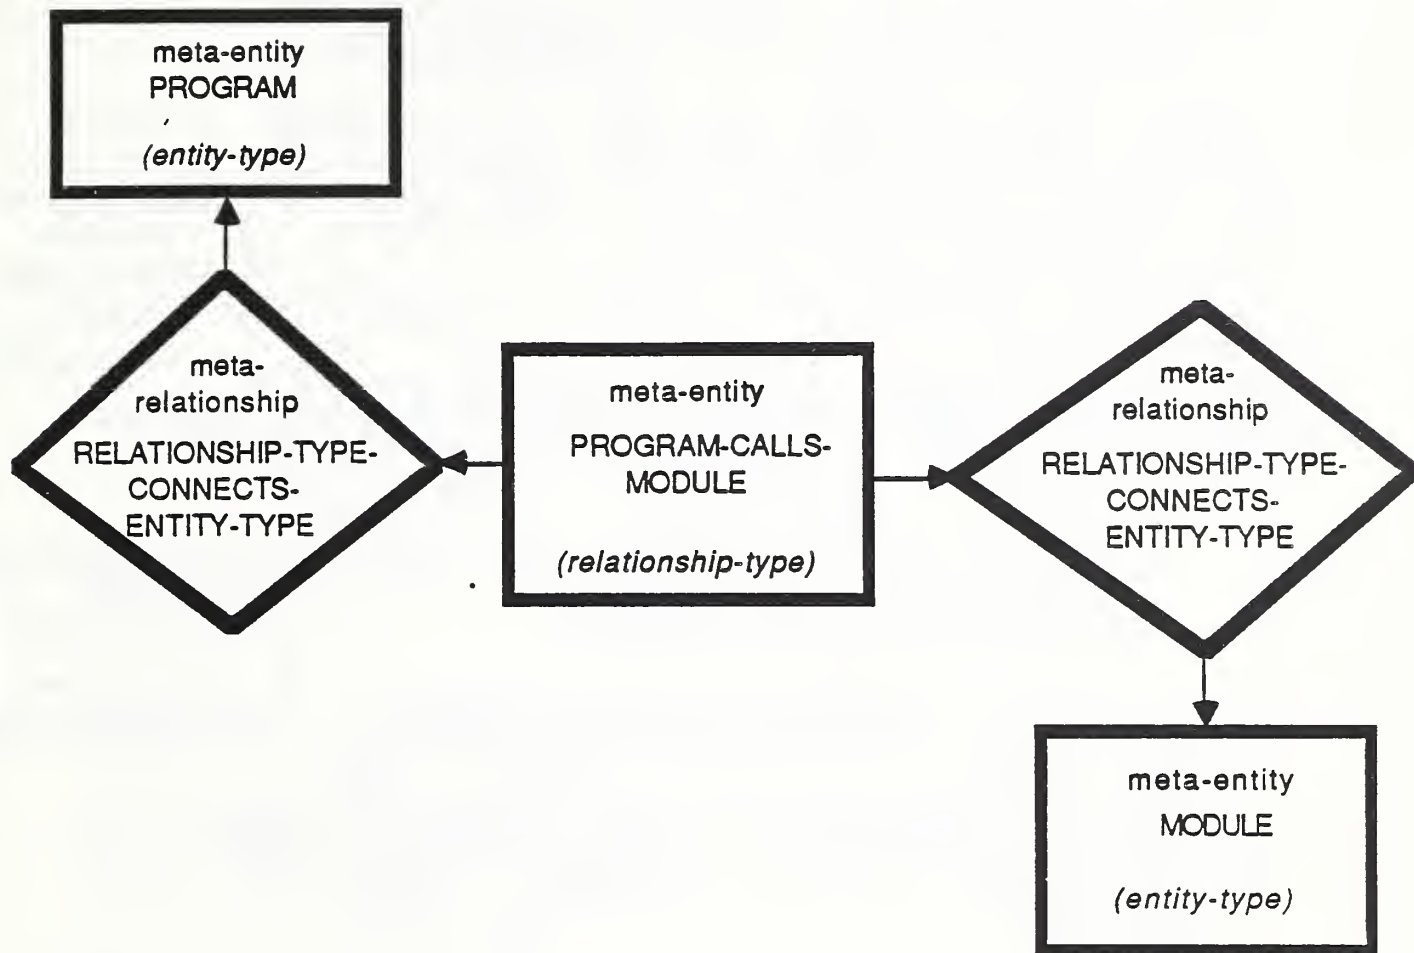 meta-entity
PROGRAM
(entity-type)
meta-
relationship
RELATIONSHIP-TYPE-
CONNECTS-
ENTITY-TYPE
meta-entity
PROGRAM-CALLS-
MODULE
(relationship-type)
meta-
relationship
RELATIONSHIP-TYPE-
CONNECTS-
ENTITY-TYPE
meta-entity
MODULE
(entity-type)